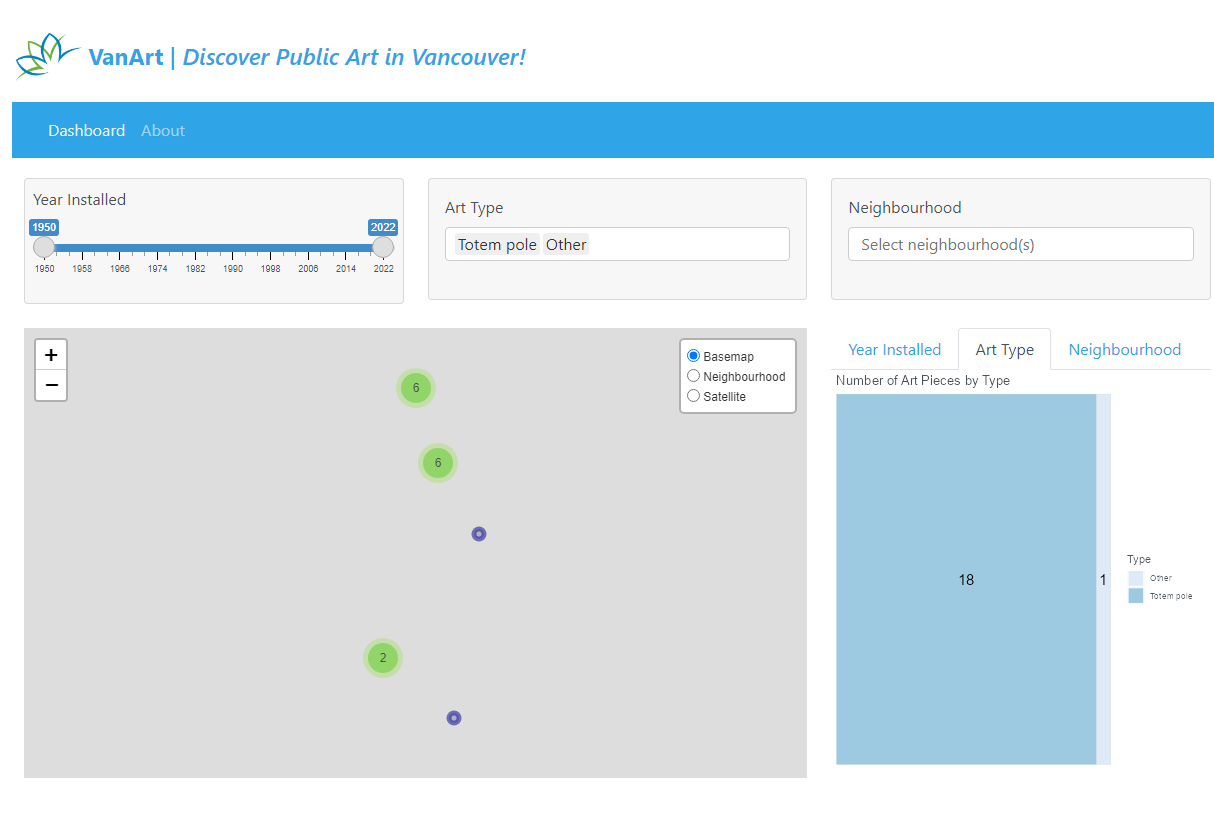 VanArt | Discover Public Art in Vancouver!
Dashboard About
Year Installed
1950 2022
1950 1958 1966 1974 1982 1990 1998 2006 2014 2022
Art Type
Totem pole Other
Neighbourhood
Select neighbourhood(s)
+
−
6
6
2
Basemap
Neighbourhood
Satellite
Year Installed Art Type Neighbourhood
Number of Art Pieces by Type
18 1
Type
Other
Totem pole